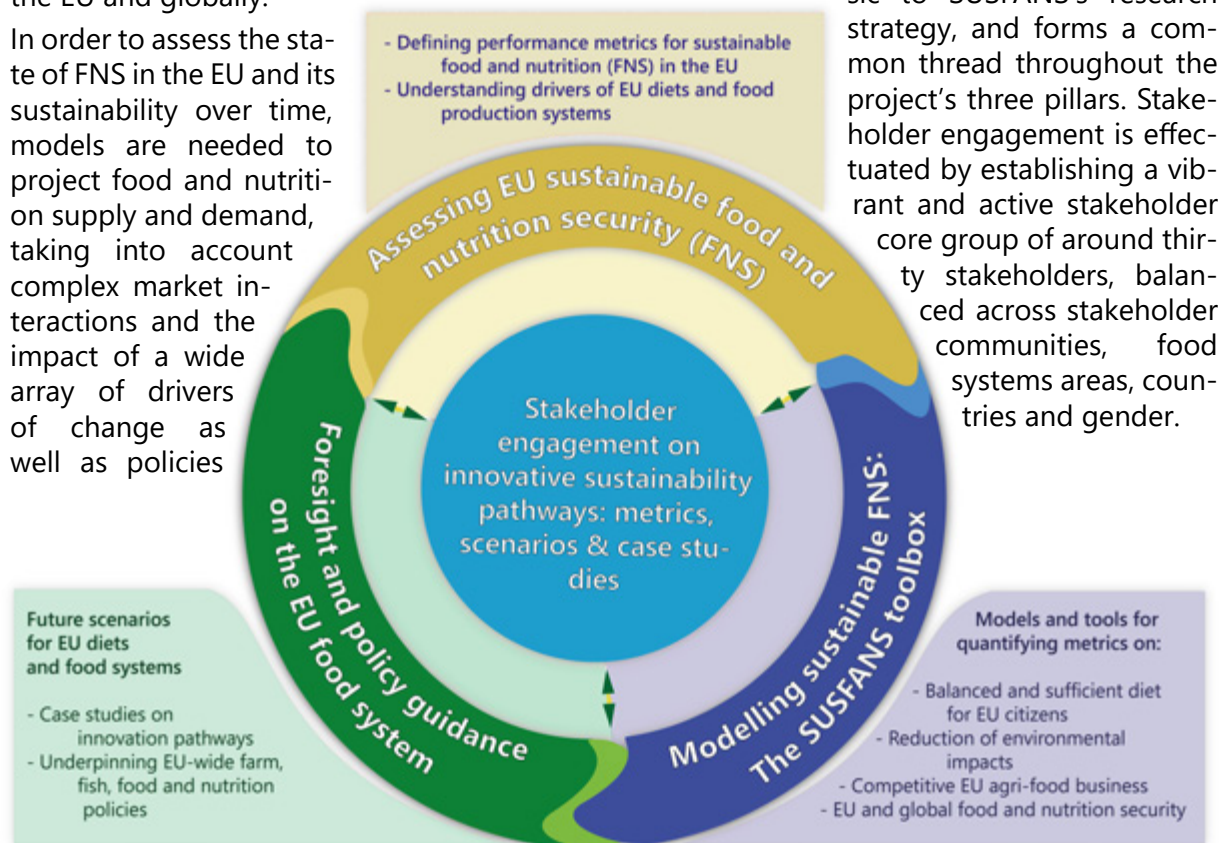 the EU and globally.
In order to assess the sta-
te of FNS in the EU and its
sustainability over time,
models are needed to
project food and nutriti-
on supply and demand,
taking into account
complex market in-
teractions and the
impact of a wide
array of drivers
of change as
well as policies
- Defining performance metrics for sustainable
food and nutrition (FNS) in the EU
- Understanding drivers of EU diets and food
production systems
sic to SUSFANS's research
strategy, and forms a com-
mon thread throughout the
project's three pillars. Stake-
holder engagement is effec-
tuated by establishing a vib-
rant and active stakeholder
core group of around thir-
ty stakeholders, balan-
ced across stakeholder
communities, food
systems areas, coun-
tries and gender.
Assessing EU sustainable food and
nutrition security (FNS)
Stakeholder
engagement on
innovative sustainability
pathways: metrics,
scenarios & case stu-
dies
Foresight and policy guidance
on the EU food system
Modelling sustainable FNS:
The SUSFANS toolbox
Future scenarios
for EU diets
and food systems
- Case studies on
innovation pathways
- Underpinning EU-wide farm,
fish, food and nutrition
policies
Models and tools for
quantifying metrics on:
- Balanced and sufficient diet
for EU citizens
- Reduction of environmental
impacts
- Competitive EU agri-food business
- EU and global food and nutrition security